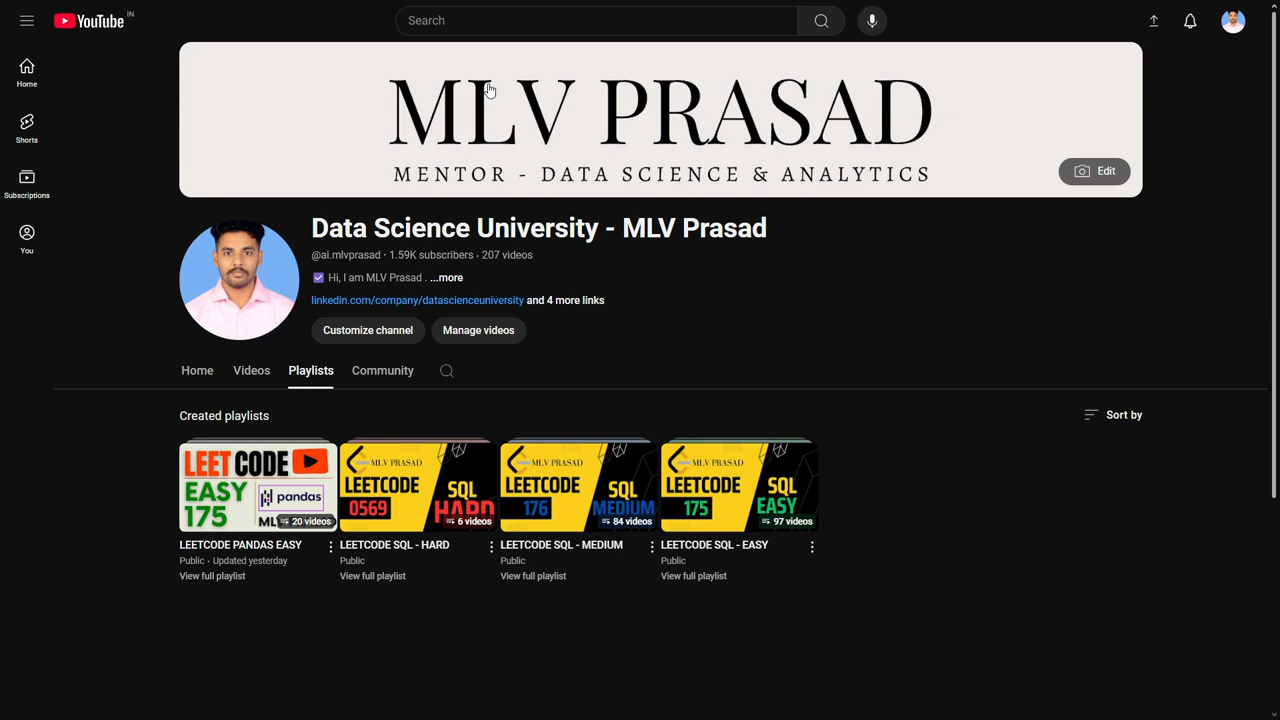 YouTube IN
Search
Home
Shorts
Subscriptions
You
MLV PRASAD
MENTOR - DATA SCIENCE & ANALYTICS
Edit
Data Science University - MLV Prasad
@ai.mlvprasad · 1.59K subscribers · 207 videos
Hi, I am MLV Prasad . ...more
linkedin.com/company/datascienceuniversity and 4 more links
Customize channel
Manage videos
Home
Videos
Playlists
Community
Created playlists
Sort by
LEETCODE
EASY
175
pandas
20 videos
LEETCODE PANDAS EASY
Public · Updated yesterday
View full playlist
MLV PRASAD
LEETCODE
0569
SQL
HARD
6 videos
LEETCODE SQL - HARD
Public
View full playlist
MLV PRASAD
LEETCODE
176
SQL
MEDIUM
84 videos
LEETCODE SQL - MEDIUM
Public
View full playlist
MLV PRASAD
LEETCODE
175
SQL
EASY
97 videos
LEETCODE SQL - EASY
Public
View full playlist